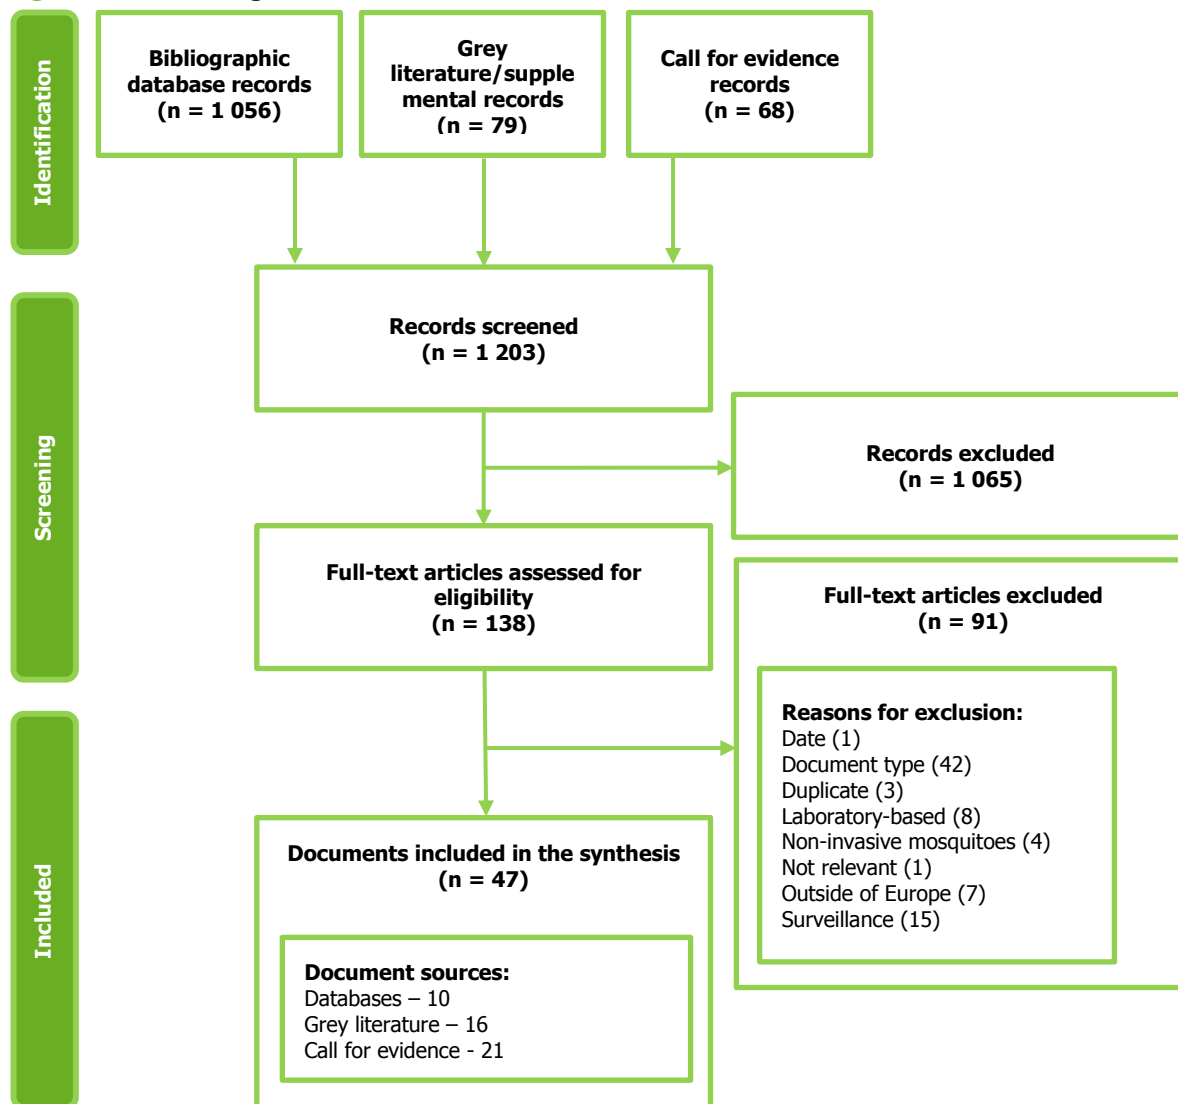 Identification
Bibliographic
database records
(n = 1 056)
Grey
literature/supple
mental records
(n = 79)
Call for evidence
records
(n = 68)
Screening
Records screened
(n = 1 203)
Records excluded
(n = 1 065)
Full-text articles assessed for
eligibility
(n = 138)
Full-text articles excluded
(n = 91)
Reasons for exclusion:
Date (1)
Document type (42)
Duplicate (3)
Laboratory-based (8)
Non-invasive mosquitoes (4)
Not relevant (1)
Outside of Europe (7)
Surveillance (15)
Included
Documents included in the synthesis
(n = 47)
Document sources:
Databases – 10
Grey literature – 16
Call for evidence - 21